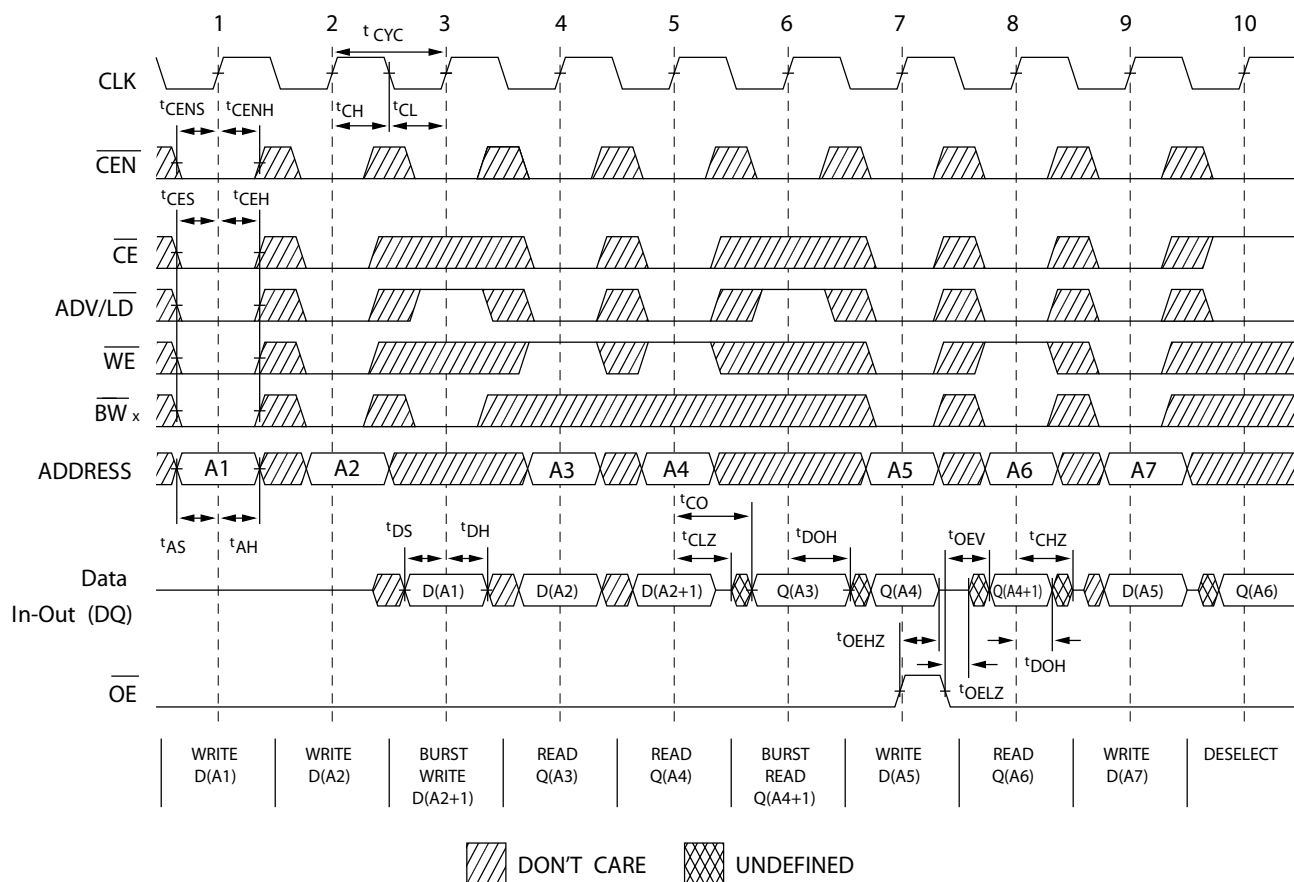 1 2 3 4 5 6 7 8 9 10
t CYC
CLK
tCENS tCENH tCH tCL
CEN
tCES tCEH
CE
ADV/LD
WE
BW x
ADDRESS A1 A2 A3 A4 A5 A6 A7
tCO
tDS tDH tCLZ tDOH tOEV tCHZ
tAS tAH
Data
In-Out (DQ)
D(A1) D(A2) D(A2+1) Q(A3) Q(A4) Q(A4+1) D(A5) Q(A6)
tOEHZ tDOH
tOELZ
OE
WRITE
D(A1)
WRITE
D(A2)
BURST
WRITE
D(A2+1)
READ
Q(A3)
READ
Q(A4)
BURST
READ
Q(A4+1)
WRITE
D(A5)
READ
Q(A6)
WRITE
D(A7)
DESELECT
DON'T CARE
UNDEFINED